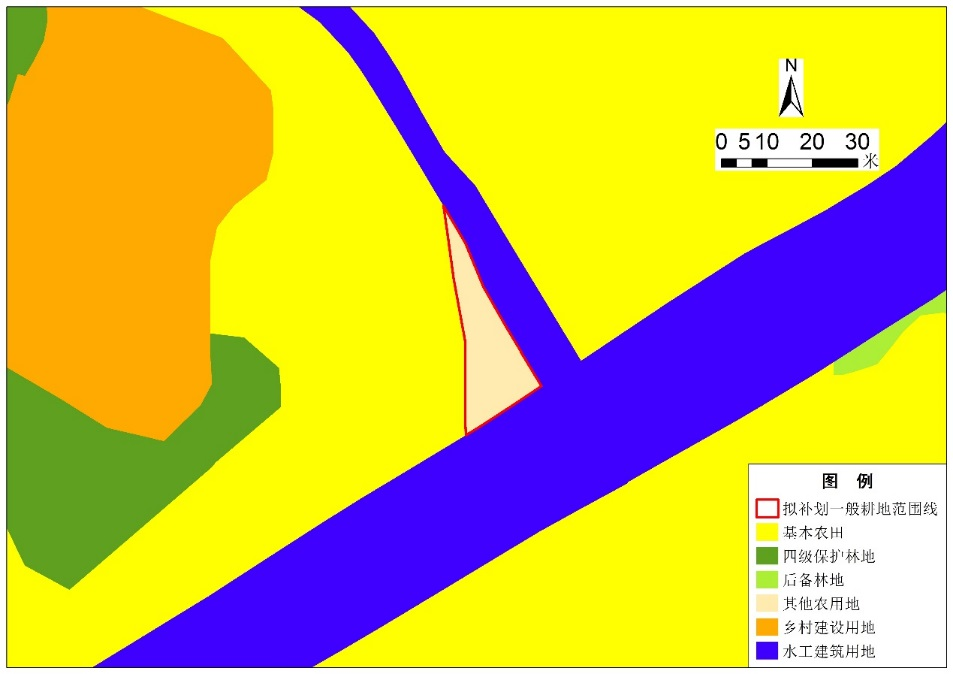 N
0 5 10 20 30
米
图 例
拟补划一般耕地范围线
基本农田
四级保护林地
后备林地
其他农用地
乡村建设用地
水工建筑用地